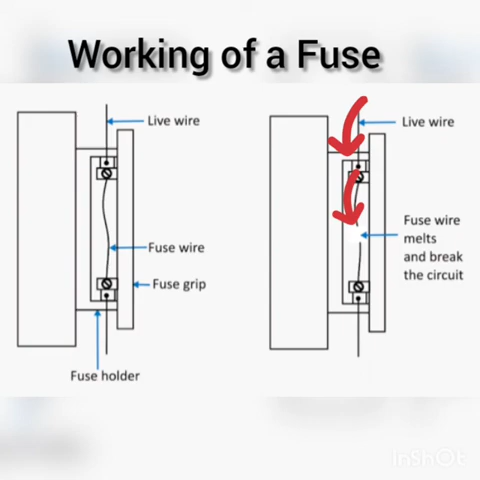 Working of a Fuse
Live wire
Fuse wire
Fuse grip
Fuse holder
Live wire
Fuse wire
melts
and break
the circuit
InShOt